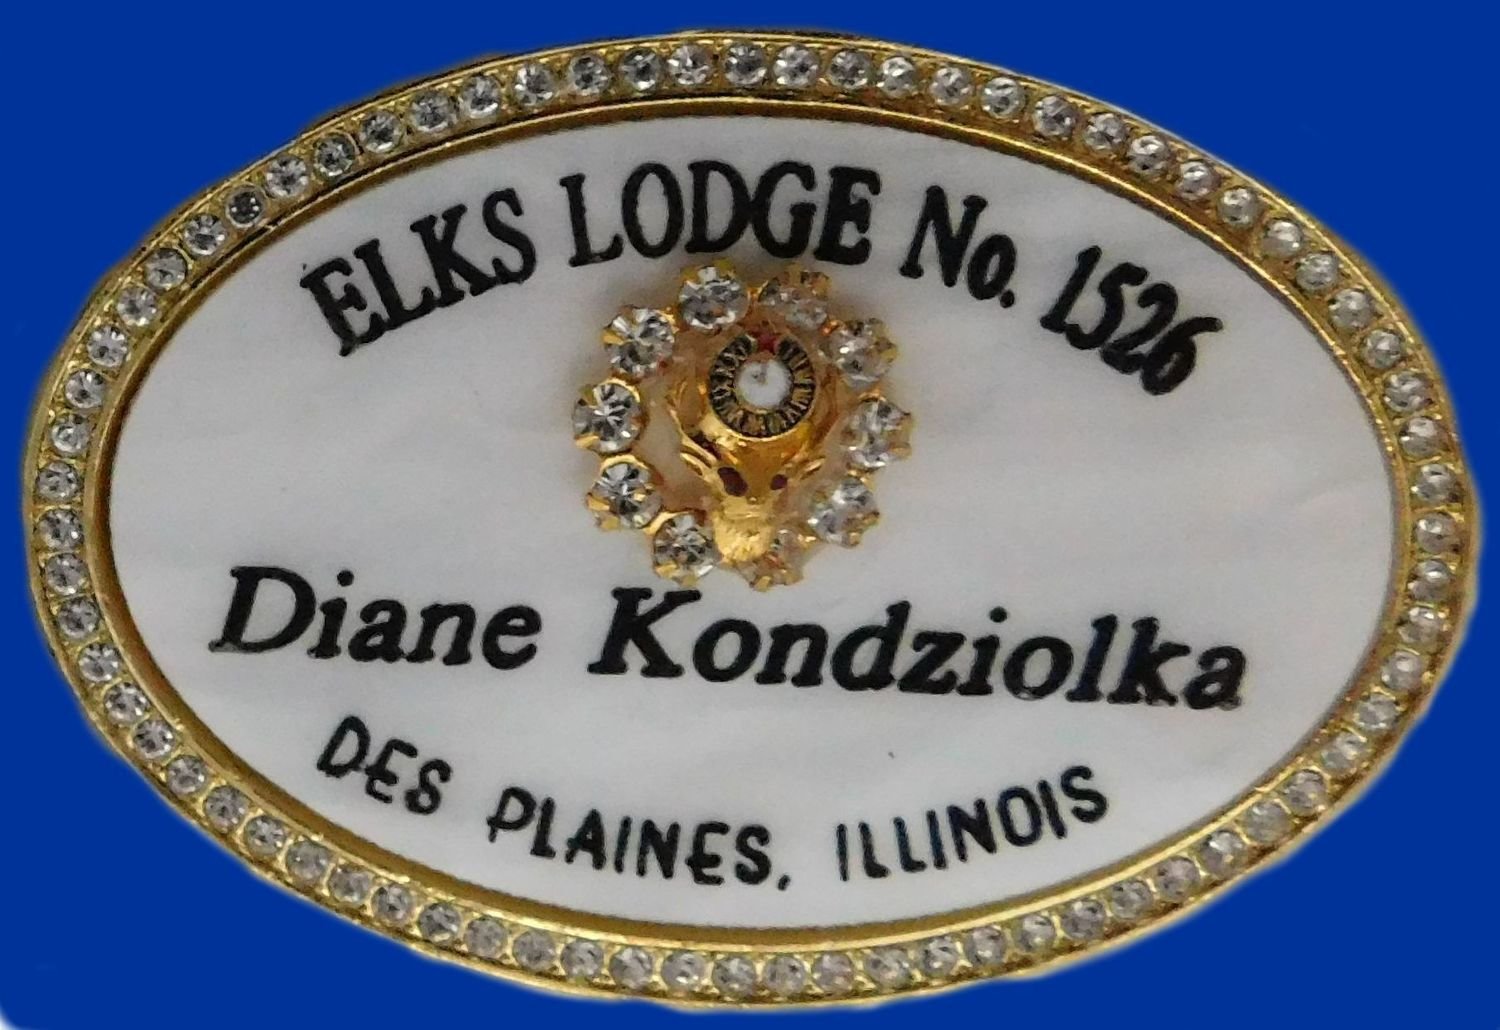 ELKS LODGE No. 1526
Diane Kondziolka
DES PLAINES, ILLINOIS